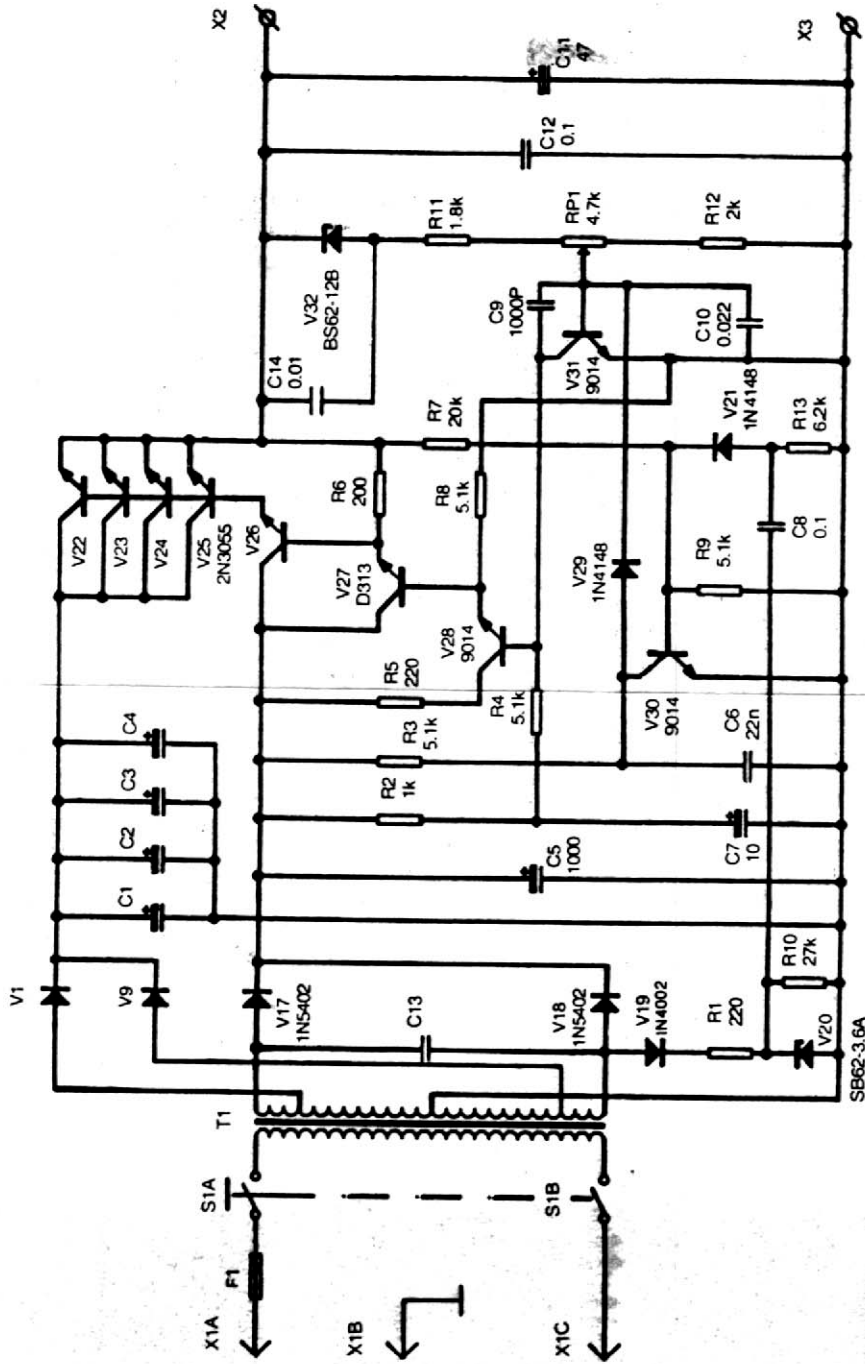 X1A
F1
S1A
X1B
X1C
S1B
T1
V1
V9
V17
1N5402
C13
V18
1N5402
V19
1N4002
R1
220
V20
SB62-3.6A
R10
27k
C1
C2
C3
C4
C5
1000
R2
1k
C7
10
R3
5.1k
C6
22n
R5
220
R4
5.1k
V30
9014
V28
9014
V29
1N4148
R9
5.1k
V22
V23
V24
V25
2N3055
V26
V27
D313
R6
200
R8
5.1k
R7
20k
C8
0.1
V21
1N4148
R13
6.2k
C14
0.01
V32
BS62-12B
C9
1000P
V31
9014
C10
0.022
R11
1.8k
RP1
4.7k
R12
2k
C12
0.1
C11
47
X2
X3